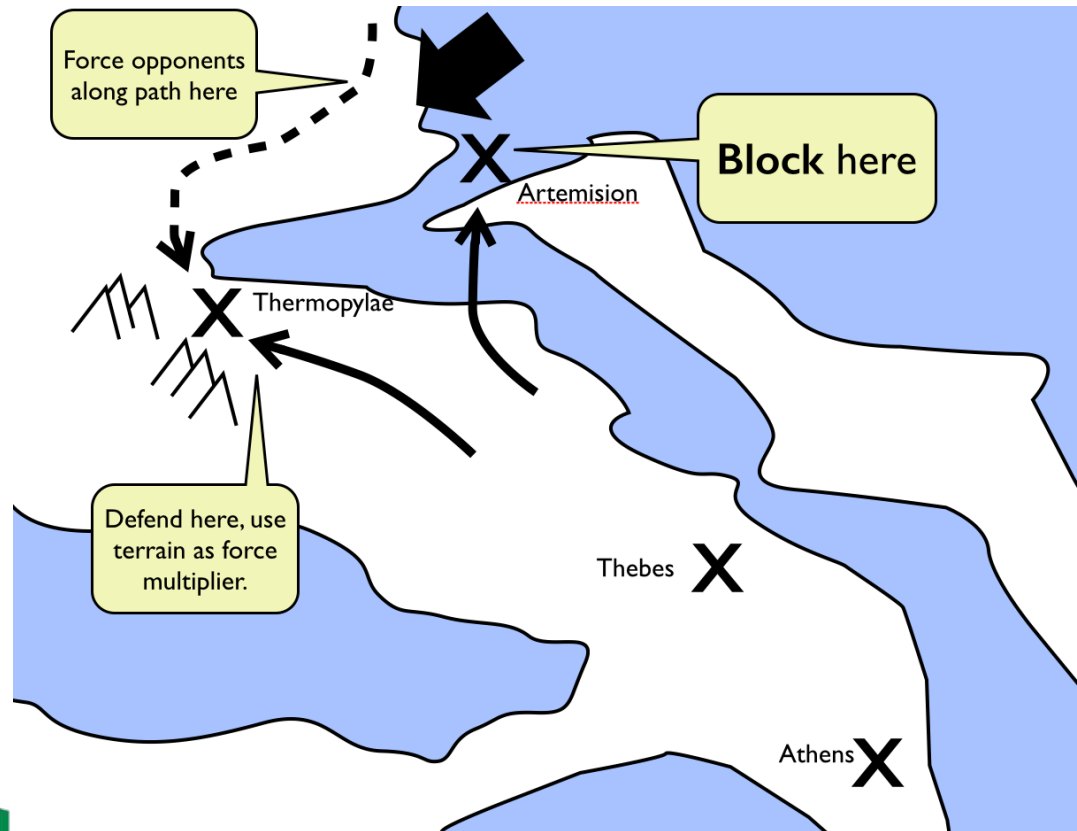 Force opponents
along path here
Block here
Artemision
Thermopylae
Defend here, use
terrain as force
multiplier.
Thebes
Athens